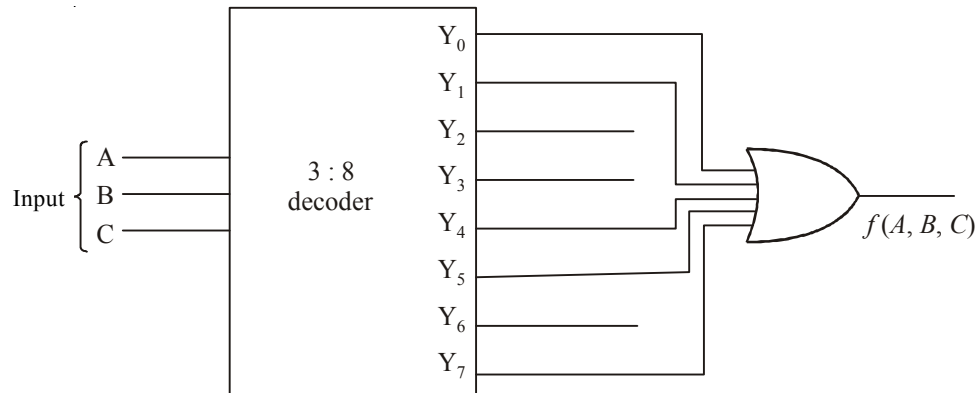 Input
A
B
C
3 : 8
decoder
Y₀
Y₁
Y₂
Y₃
Y₄
Y₅
Y₆
Y₇
f (A, B, C)